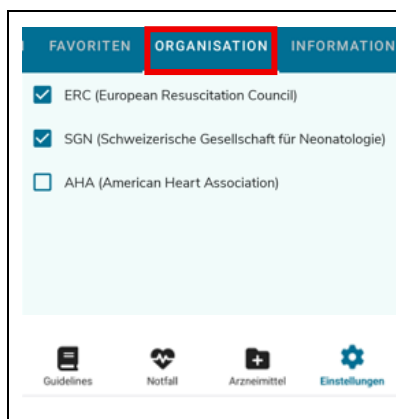 FAVORITEN ORGANISATION INFORMATION
ERC (European Resuscitation Council)
SGN (Schweizerische Gesellschaft für Neonatologie)
AHA (American Heart Association)
Guidelines Notfall Arzneimittel Einstellungen